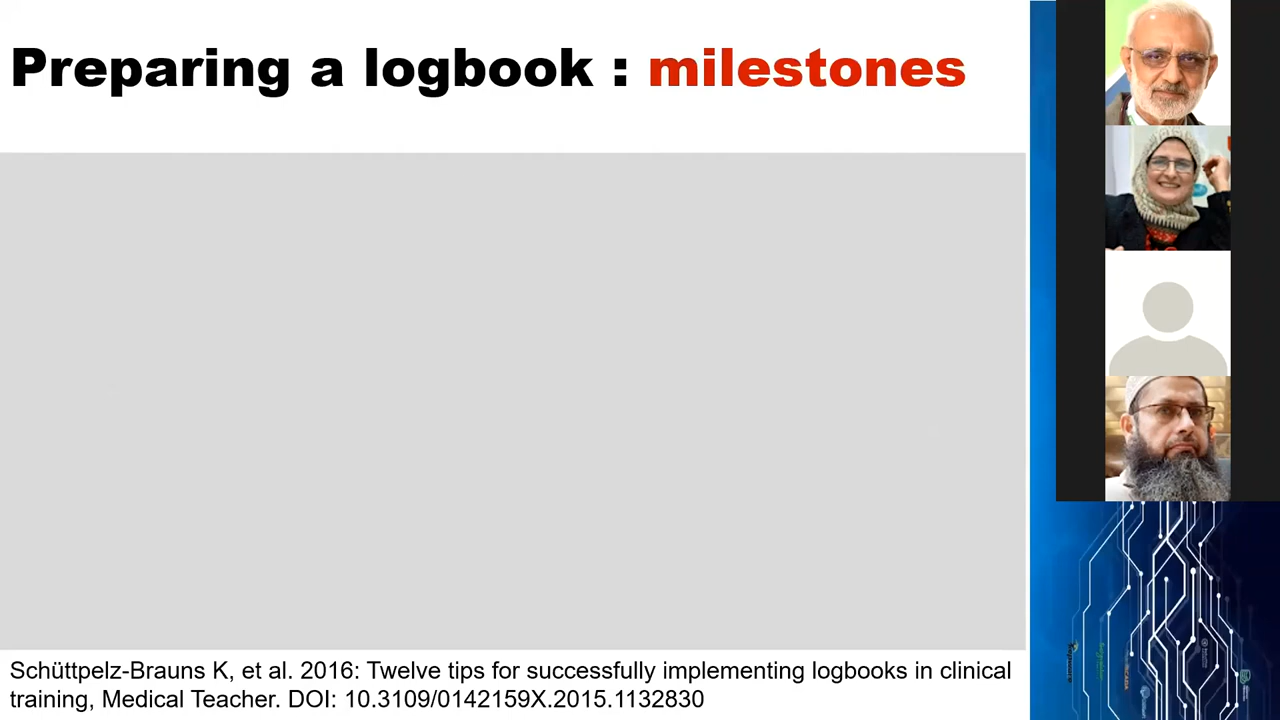 Preparing a logbook : milestones
Schüttpelz-Brauns K, et al. 2016: Twelve tips for successfully implementing logbooks in clinical
training, Medical Teacher. DOI: 10.3109/0142159X.2015.1132830